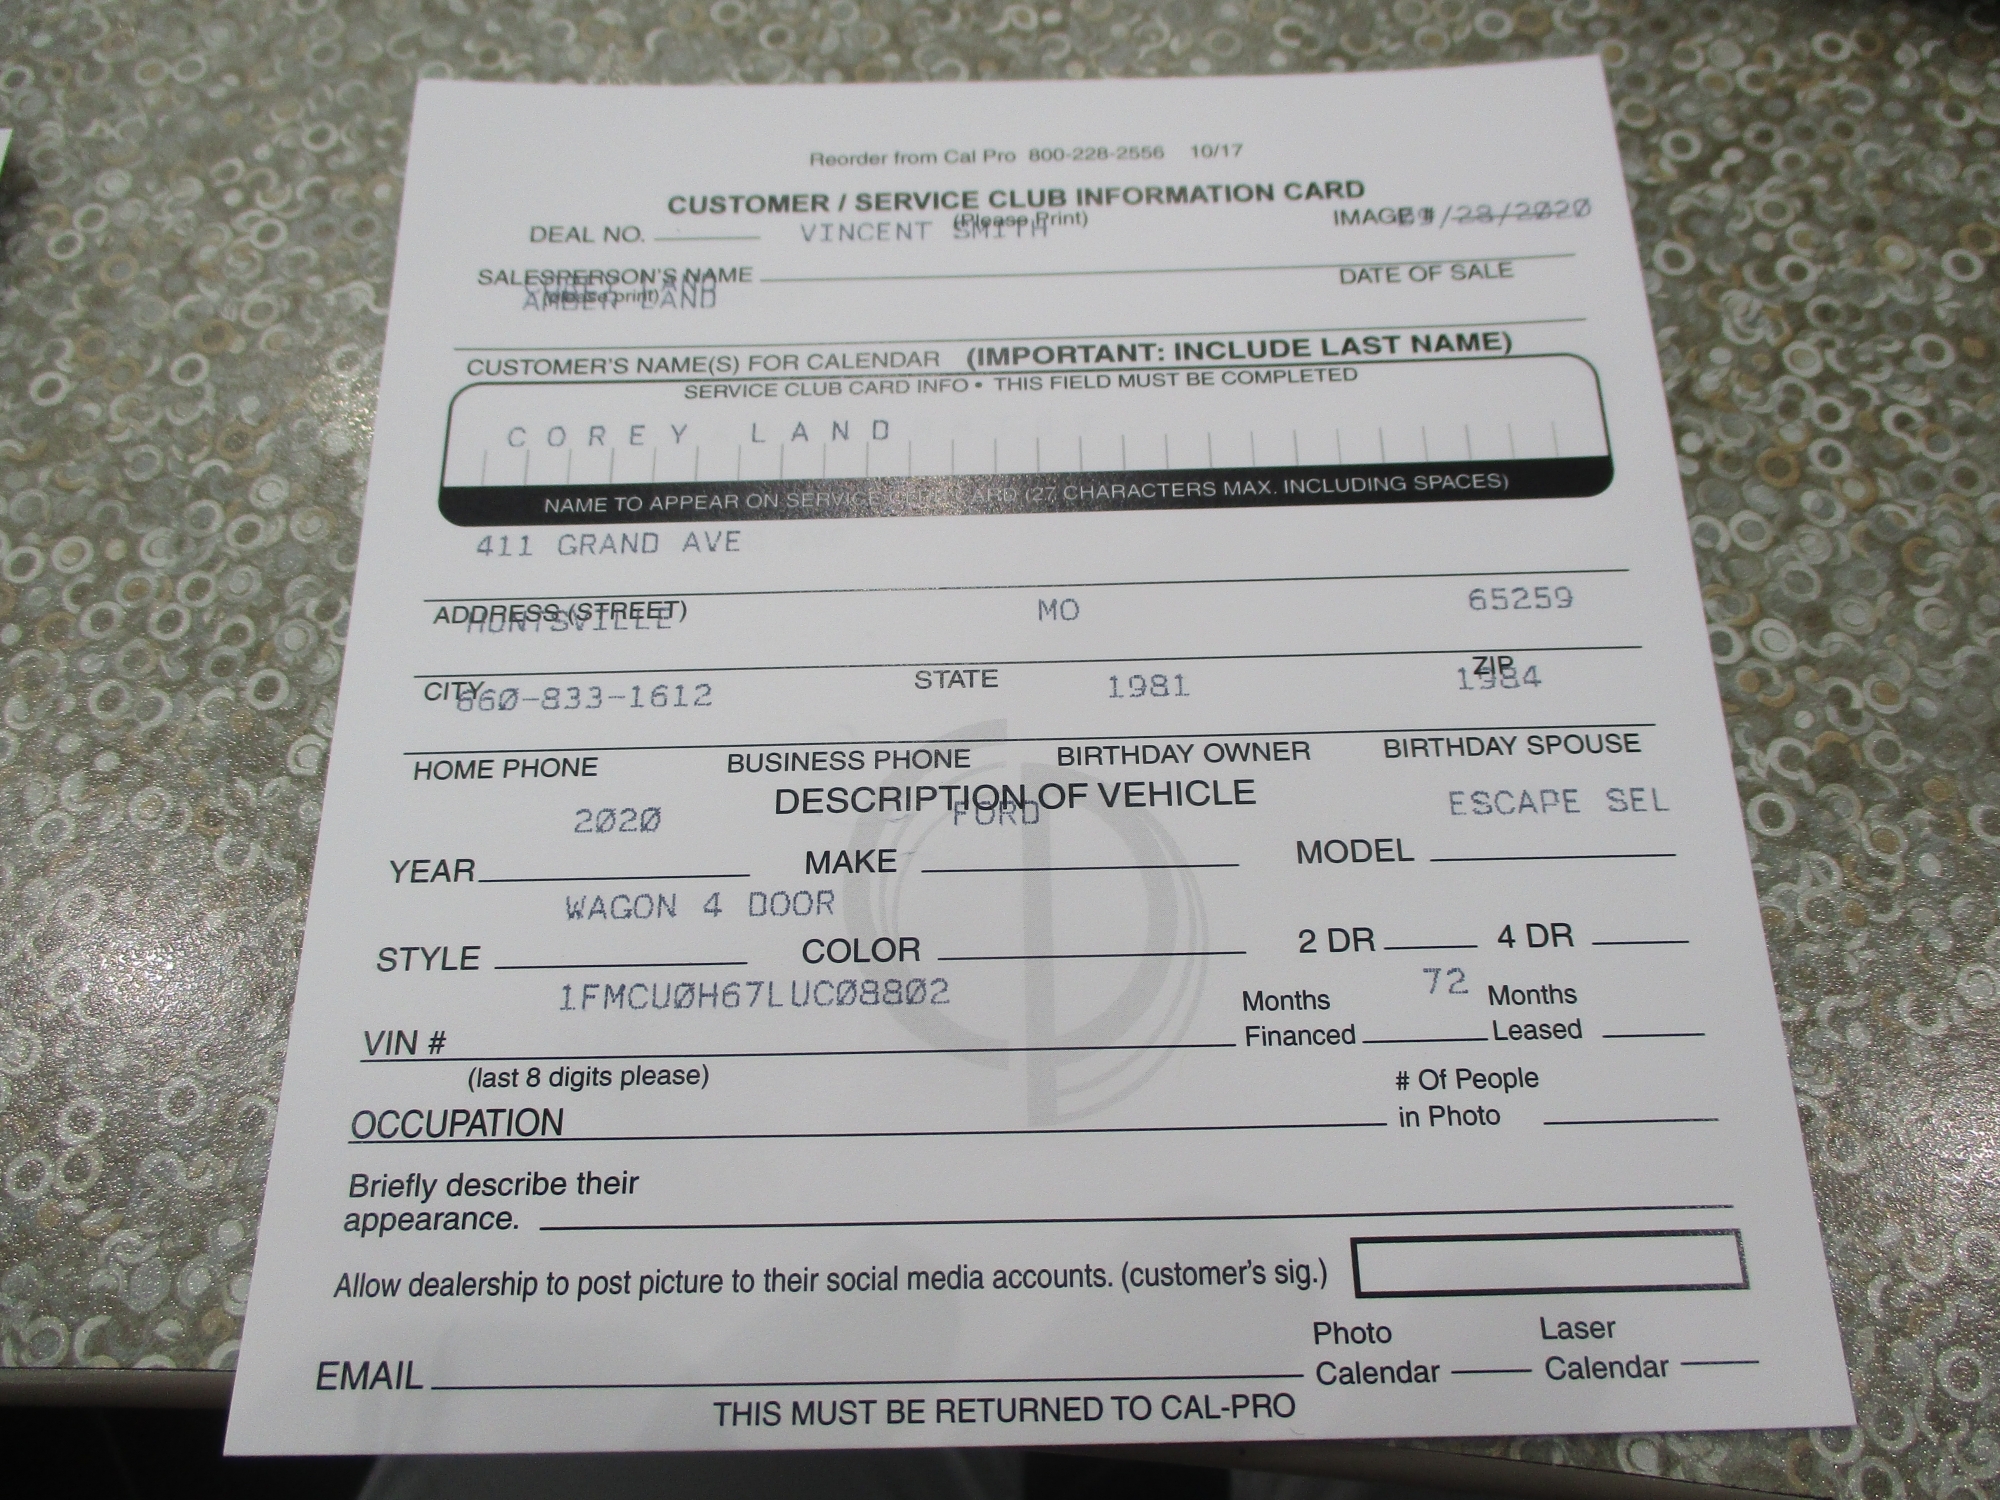 Reorder from Cal Pro 800-228-2556 10/17
CUSTOMER / SERVICE CLUB INFORMATION CARD
(Please Print)
DEAL NO. VINCENT SMITH IMAGE # /28/2020
SALESPERSON'S NAME DATE OF SALE
(please print)
AMBER LAND
CUSTOMER'S NAME(S) FOR CALENDAR (IMPORTANT: INCLUDE LAST NAME)
SERVICE CLUB CARD INFO • THIS FIELD MUST BE COMPLETED
COREY LAND
NAME TO APPEAR ON SERVICE CLUB CARD (27 CHARACTERS MAX. INCLUDING SPACES)
411 GRAND AVE
ADDRESS (STREET)
HUNTSVILLE MO 65259
CITY STATE ZIP
660-833-1612 1981 1984
HOME PHONE BUSINESS PHONE BIRTHDAY OWNER BIRTHDAY SPOUSE
DESCRIPTION OF VEHICLE
2020 FORD ESCAPE SEL
YEAR MAKE MODEL
WAGON 4 DOOR
STYLE COLOR 2 DR 4 DR
1FMCU0H67LUC08802 72
VIN # Months Financed Months Leased
(last 8 digits please)
OCCUPATION # Of People in Photo
Briefly describe their
appearance.
Allow dealership to post picture to their social media accounts. (customer's sig.)
EMAIL Photo Calendar Laser Calendar
THIS MUST BE RETURNED TO CAL-PRO